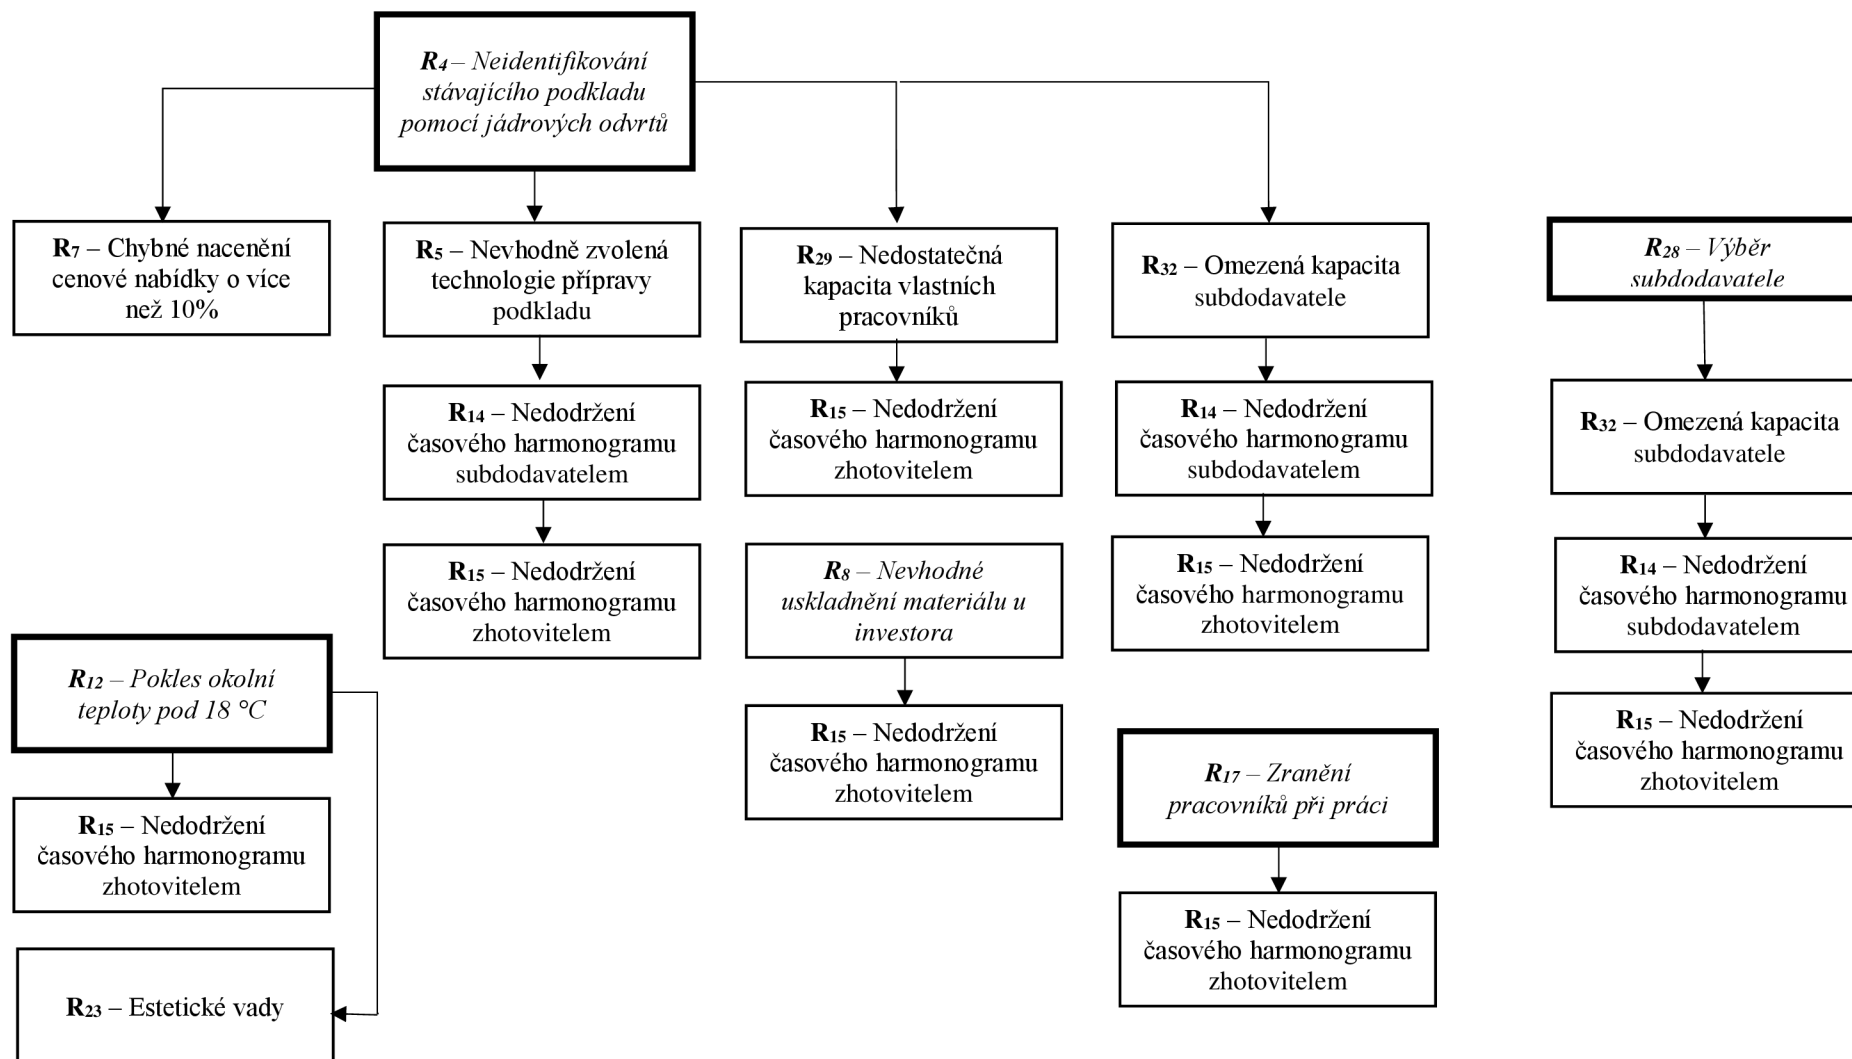 R4 – Neidentifikování
stávajícího podkladu
pomocí jádrových odvrtů
R7 – Chybné nacenění
cenové nabídky o více
než 10%
R5 – Nevhodně zvolená
technologie přípravy
podkladu
R29 – Nedostatečná
kapacita vlastních
pracovníků
R32 – Omezená kapacita
subdodavatele
R28 – Výběr
subdodavatele
R14 – Nedodržení
časového harmonogramu
subdodavatelem
R15 – Nedodržení
časového harmonogramu
zhotovitelem
R14 – Nedodržení
časového harmonogramu
subdodavatelem
R32 – Omezená kapacita
subdodavatele
R15 – Nedodržení
časového harmonogramu
zhotovitelem
R8 – Nevhodné
uskladnění materiálu u
investora
R15 – Nedodržení
časového harmonogramu
zhotovitelem
R14 – Nedodržení
časového harmonogramu
subdodavatelem
R12 – Pokles okolní
teploty pod 18 °C
R15 – Nedodržení
časového harmonogramu
zhotovitelem
R17 – Zranění
pracovníků při práci
R15 – Nedodržení
časového harmonogramu
zhotovitelem
R15 – Nedodržení
časového harmonogramu
zhotovitelem
R15 – Nedodržení
časového harmonogramu
zhotovitelem
R23 – Estetické vady